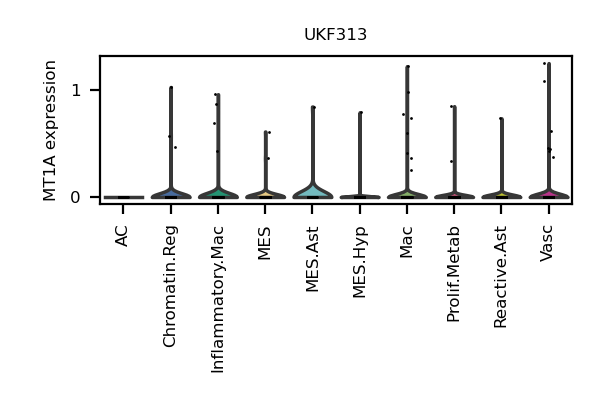 UKF313
MT1A expression
1
0
AC
Chromatin.Reg
Inflammatory.Mac
MES
MES.Ast
MES.Hyp
Mac
Prolif.Metab
Reactive.Ast
Vasc